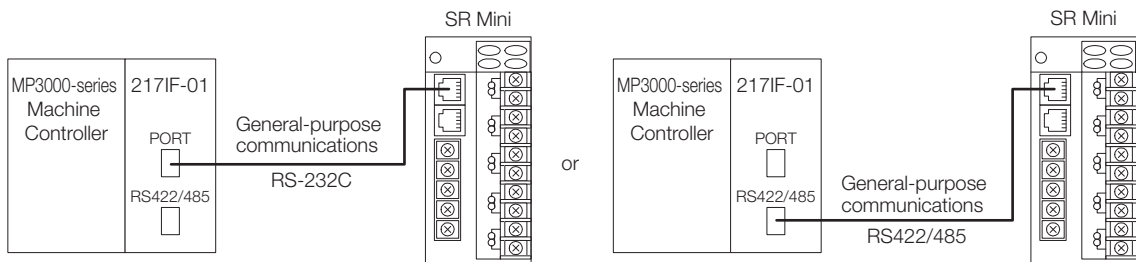 SR Mini
MP3000-series
Machine
Controller
217IF-01
PORT
RS422/485
General-purpose
communications
RS-232C
or
SR Mini
MP3000-series
Machine
Controller
217IF-01
PORT
RS422/485
General-purpose
communications
RS422/485